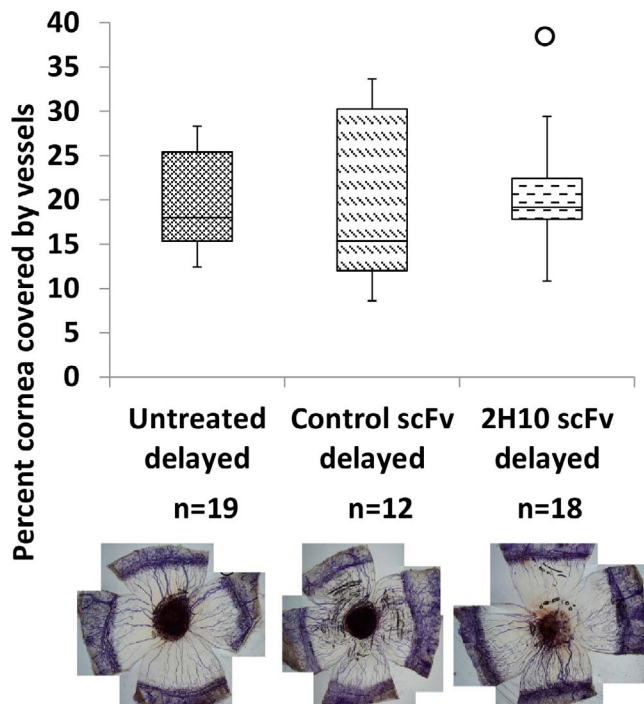 Percent cornea covered by vessels
40
35
30
25
20
15
10
5
0
Untreated delayed
Control scFv delayed
2H10 scFv delayed
n=19
n=12
n=18